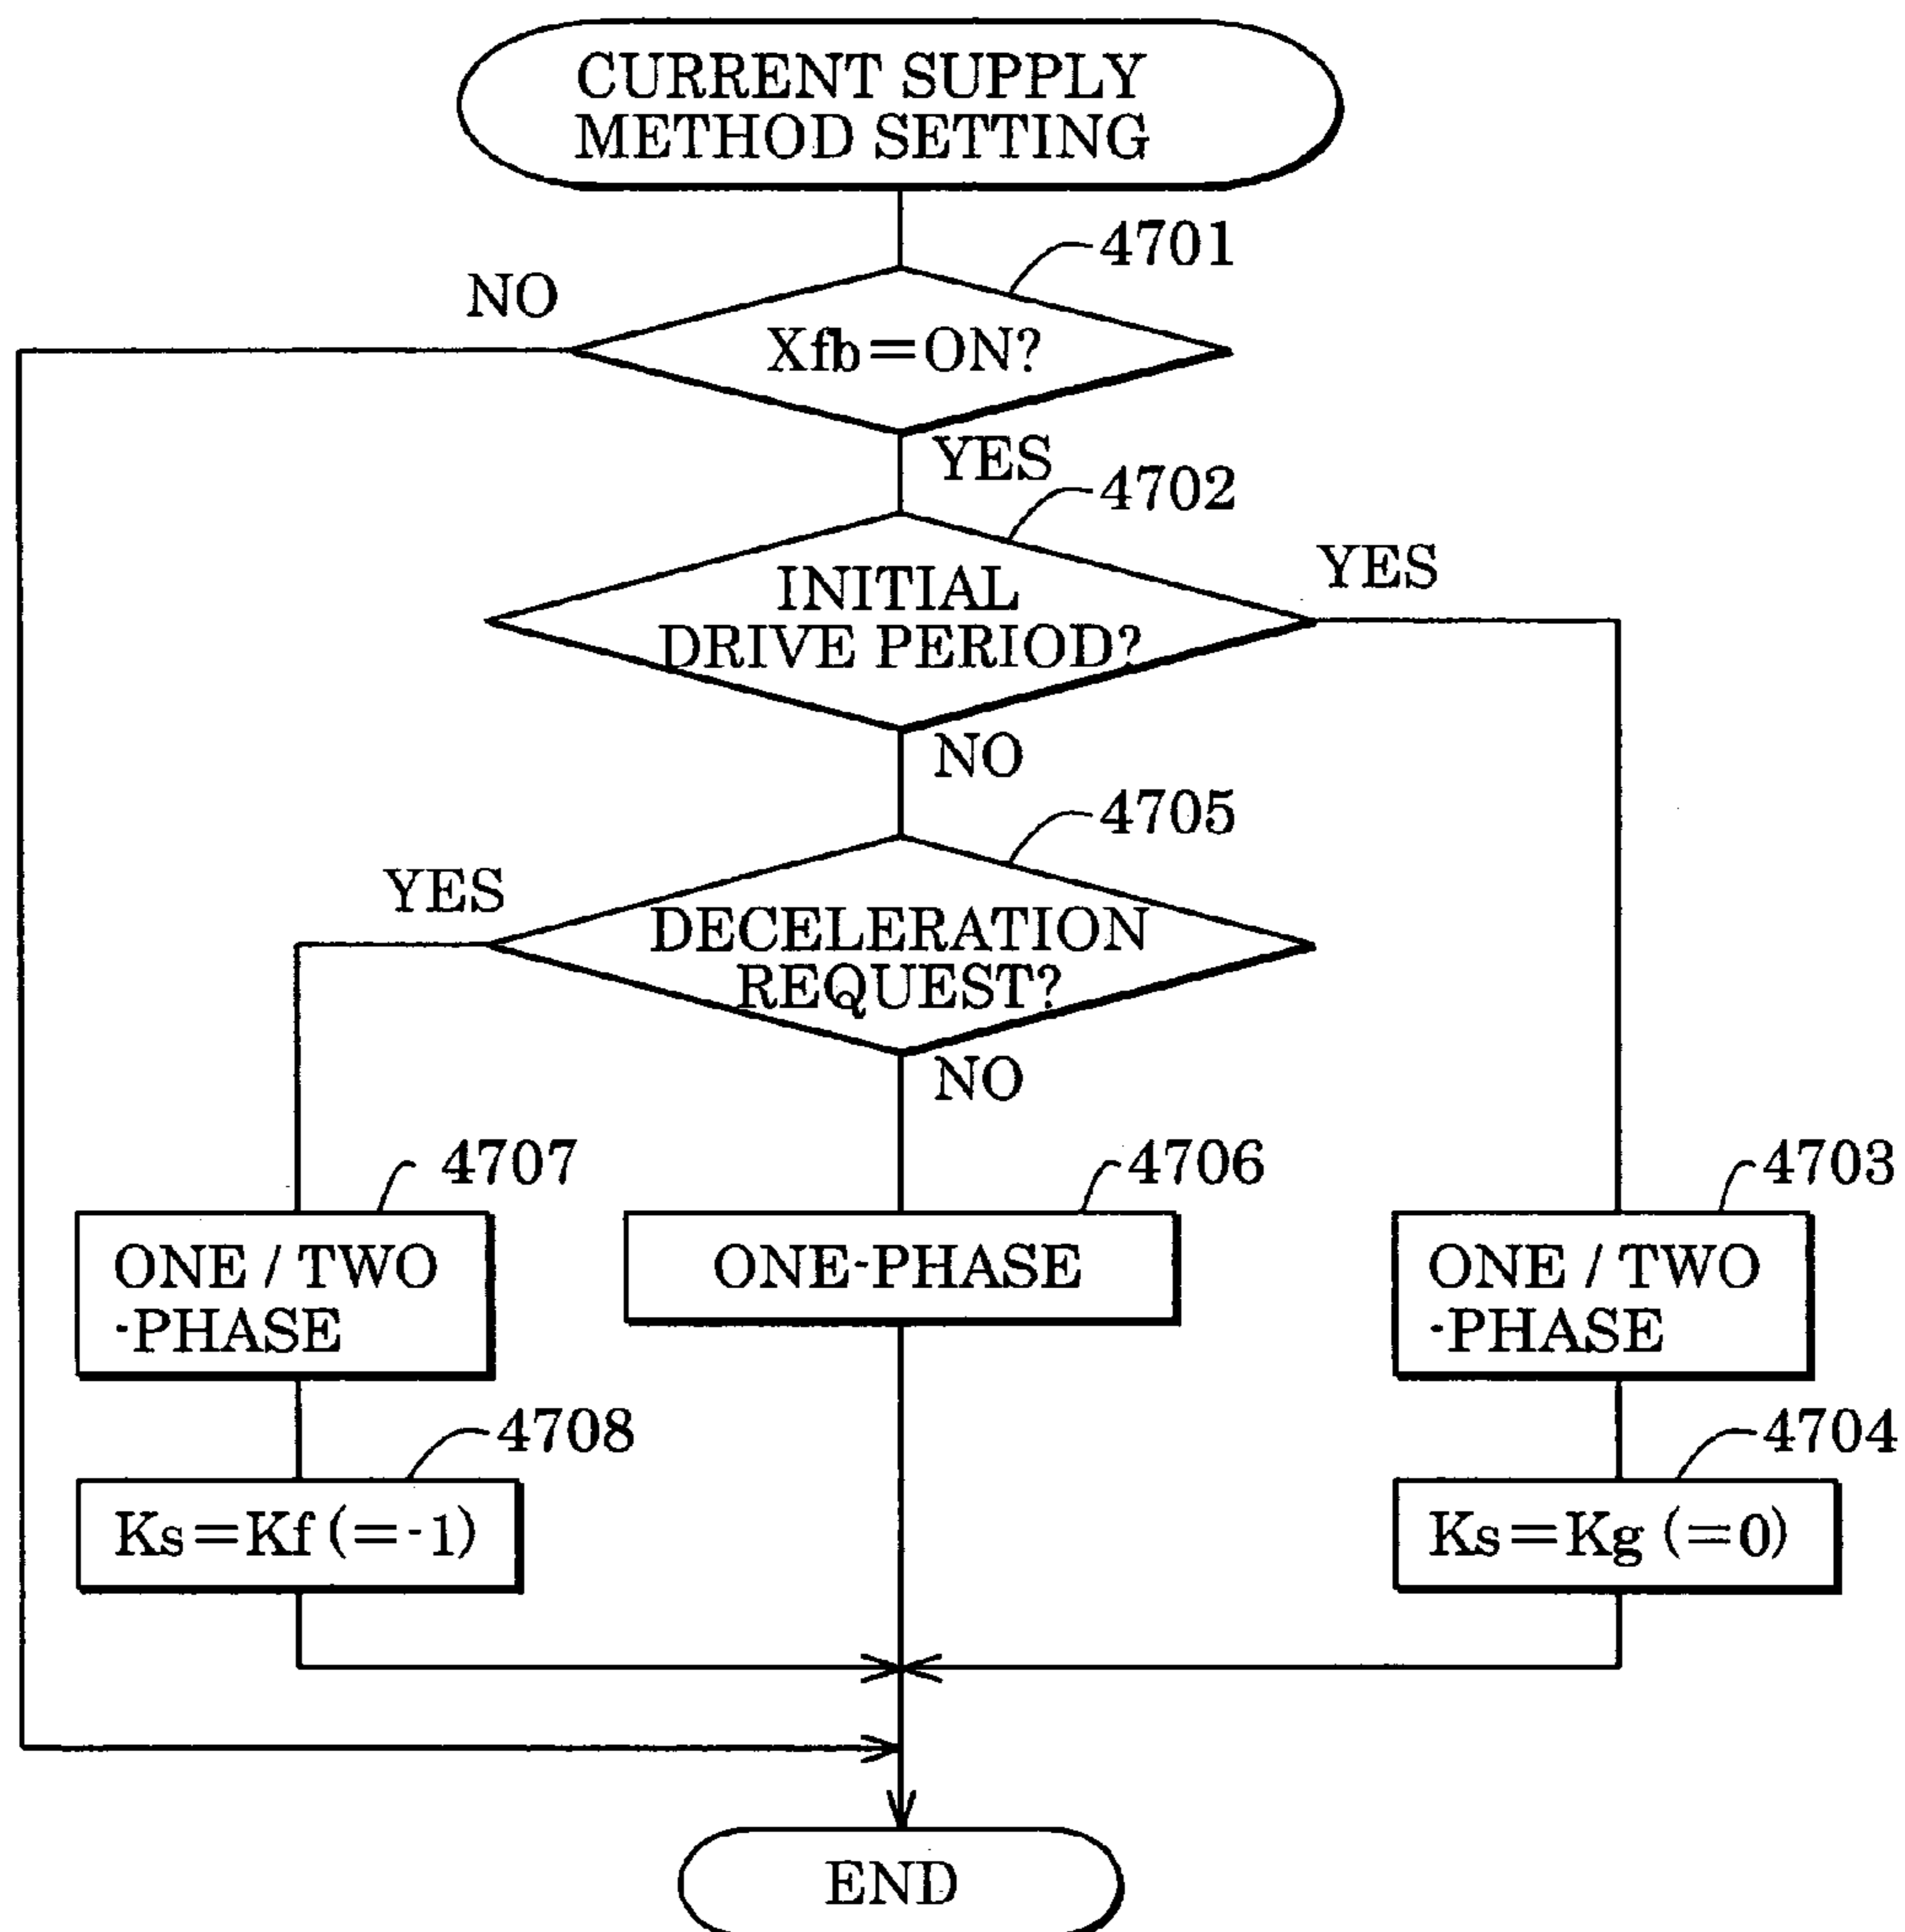 CURRENT SUPPLY
METHOD SETTING
4701
NO
Xfb=ON?
YES
4702
YES
INITIAL
DRIVE PERIOD?
NO
4705
YES
DECELERATION
REQUEST?
NO
4707
4706
4703
ONE / TWO
-PHASE
ONE-PHASE
ONE / TWO
-PHASE
4708
4704
Ks=Kf (=-1)
Ks=Kg (=0)
END